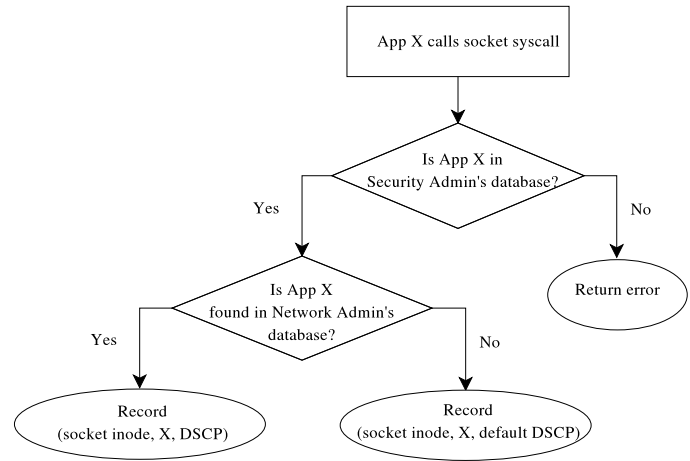 App X calls socket syscall
Is App X in
Security Admin's database?
Yes
No
Is App X
found in Network Admin's
database?
Return error
Yes
No
Record
(socket inode, X, DSCP)
Record
(socket inode, X, default DSCP)